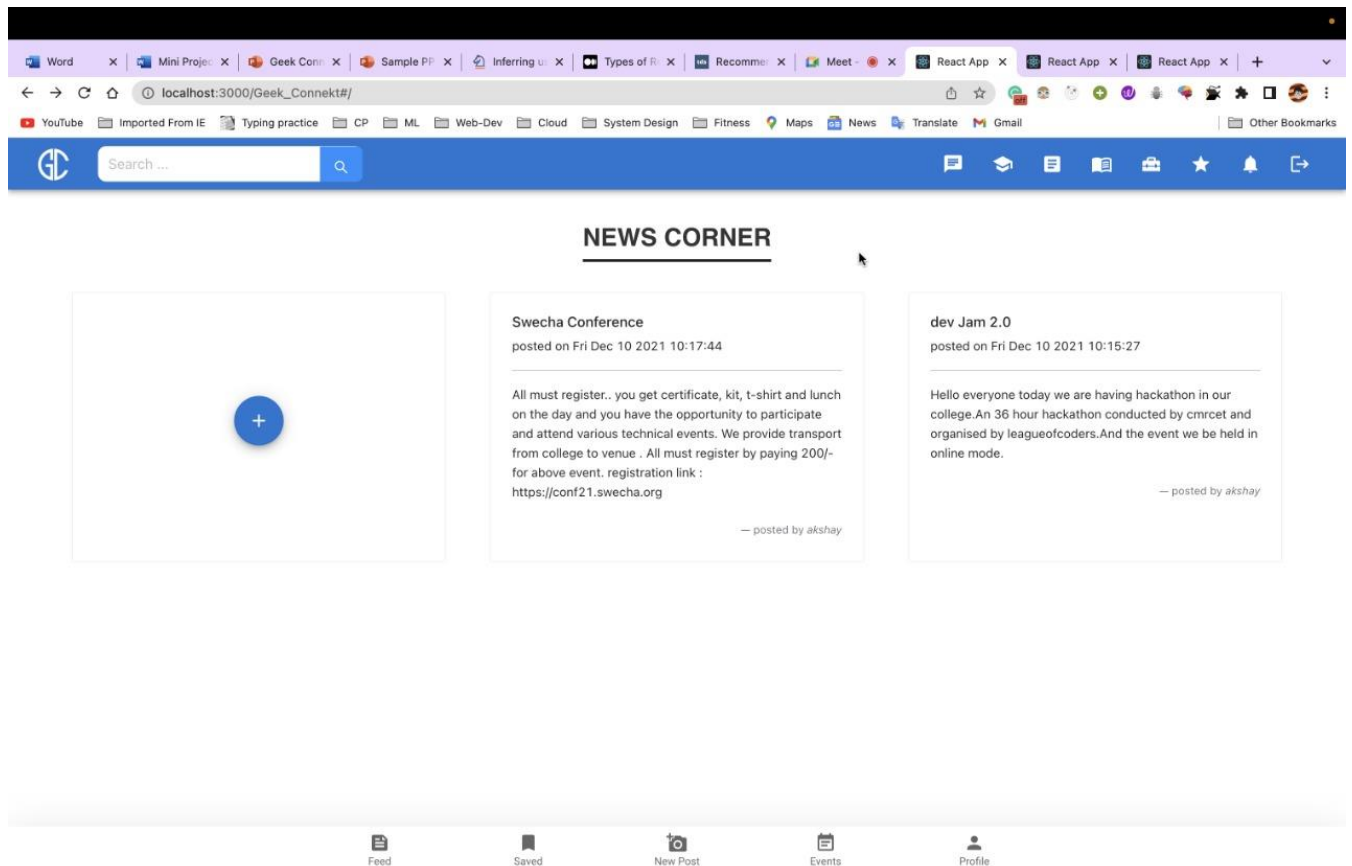 Word
Mini Projec
Geek Conn
Sample PP
Inferring u
Types of R
Recommer
Meet -
React App
React App
React App
localhost:3000/Geek_Connekt#/
YouTube Imported From IE Typing practice CP ML Web-Dev Cloud System Design Fitness Maps News Translate Gmail Other Bookmarks
GC Search ...
NEWS CORNER
Swecha Conference
posted on Fri Dec 10 2021 10:17:44
All must register.. you get certificate, kit, t-shirt and lunch
on the day and you have the opportunity to participate
and attend various technical events. We provide transport
from college to venue . All must register by paying 200/-
for above event. registration link :
https://conf21.swecha.org
— posted by akshay
dev Jam 2.0
posted on Fri Dec 10 2021 10:15:27
Hello everyone today we are having hackathon in our
college.An 36 hour hackathon conducted by cmrcet and
organised by leagueofcoders.And the event we be held in
online mode.
— posted by akshay
Feed Saved New Post Events Profile